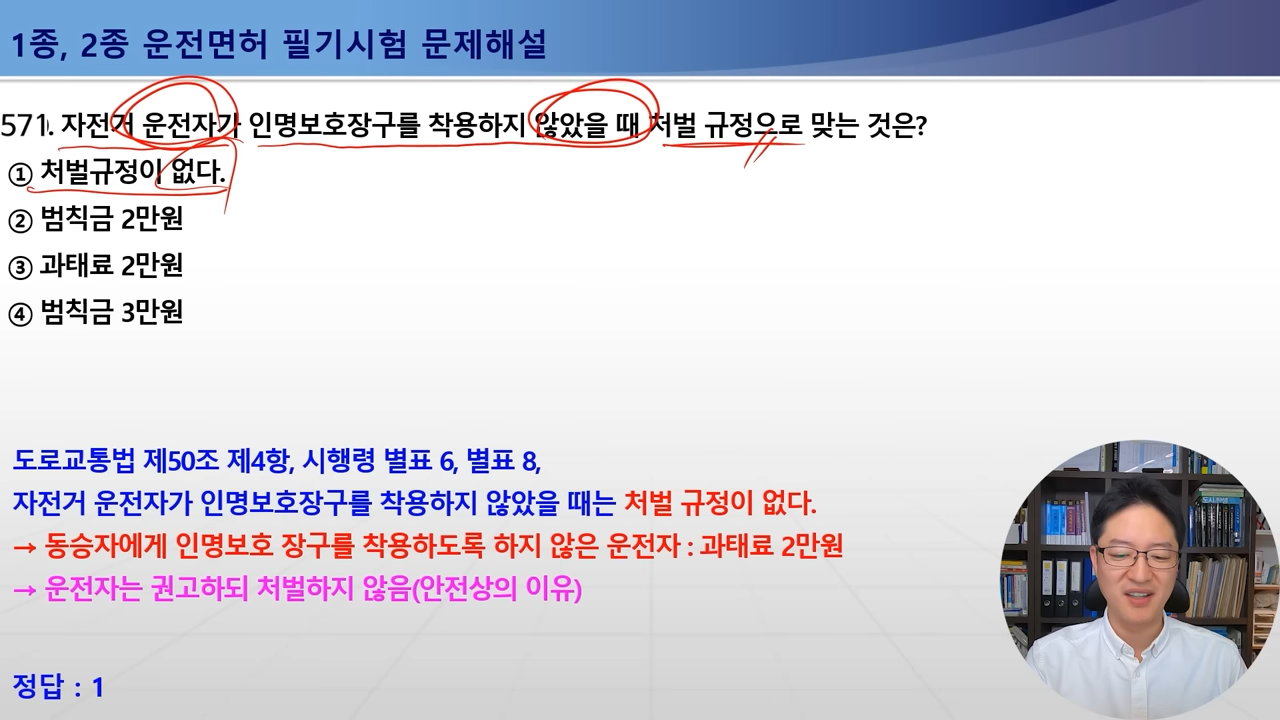 1종, 2종 운전면허 필기시험 문제해설
571. 자전거 운전자가 인명보호장구를 착용하지 않았을 때 처벌 규정으로 맞는 것은?
① 처벌규정이 없다.
② 범칙금 2만원
③ 과태료 2만원
④ 범칙금 3만원
도로교통법 제50조 제4항, 시행령 별표 6, 별표 8,
자전거 운전자가 인명보호장구를 착용하지 않았을 때는 처벌 규정이 없다.
→ 동승자에게 인명보호 장구를 착용하도록 하지 않은 운전자 : 과태료 2만원
→ 운전자는 권고하되 처벌하지 않음(안전상의 이유)
정답 : 1